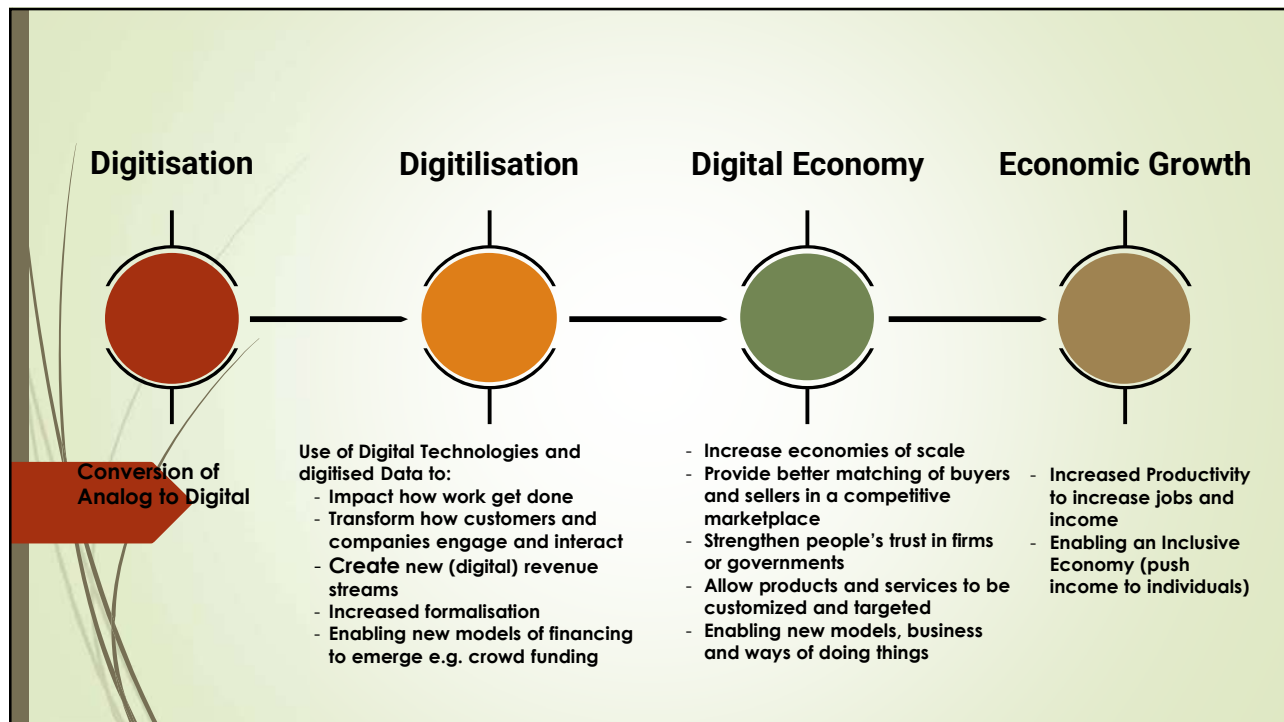 Digitisation
Digitilisation
Digital Economy
Economic Growth
Conversion of
Analog to Digital
Use of Digital Technologies and
digitised Data to:
- Impact how work get done
- Transform how customers and
companies engage and interact
- Create new (digital) revenue
streams
- Increased formalisation
- Enabling new models of financing
to emerge e.g. crowd funding
- Increase economies of scale
- Provide better matching of buyers
and sellers in a competitive
marketplace
- Strengthen people’s trust in firms
or governments
- Allow products and services to be
customized and targeted
- Enabling new models, business
and ways of doing things
- Increased Productivity
to increase jobs and
income
- Enabling an Inclusive
Economy (push
income to individuals)